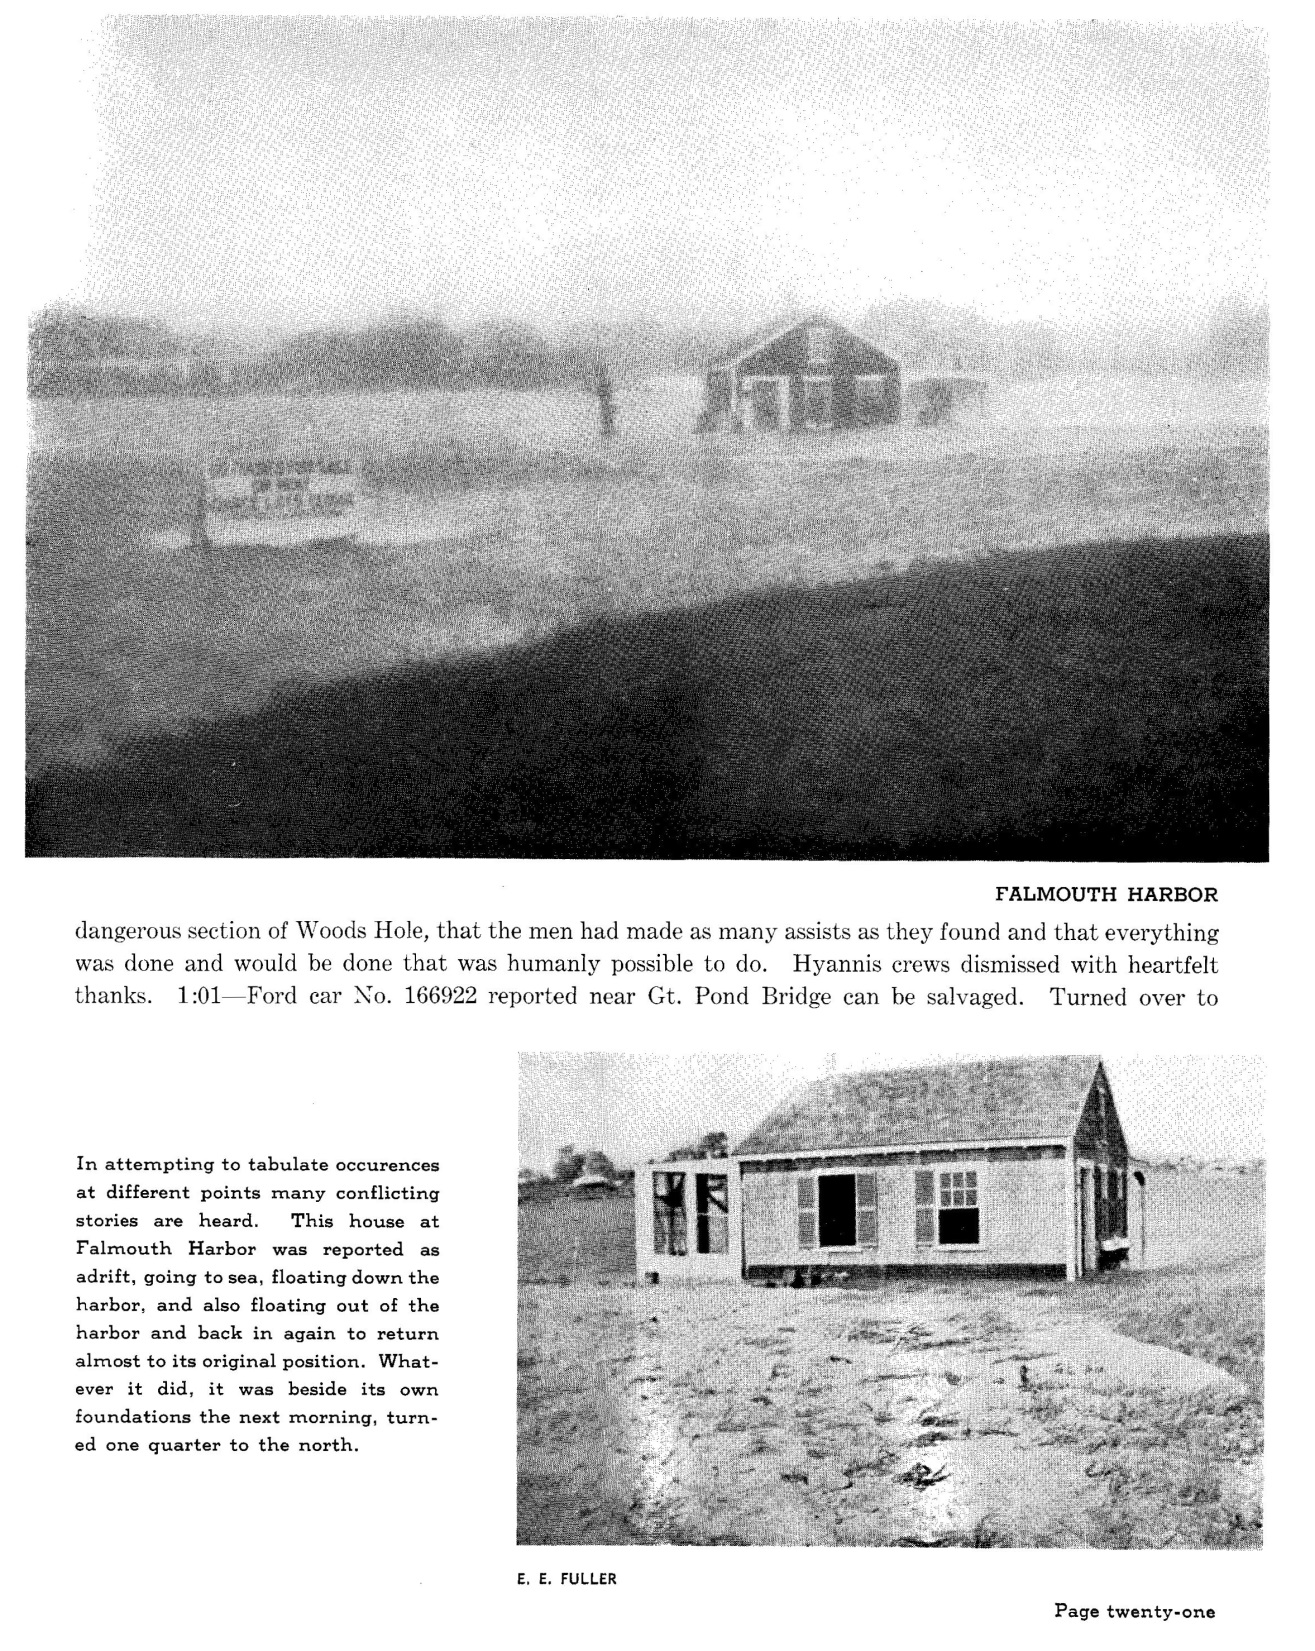 FALMOUTH HARBOR
dangerous section of Woods Hole, that the men had made as many assists as they found and that everything
was done and would be done that was humanly possible to do. Hyannis crews dismissed with heartfelt
thanks. 1:01—Ford car No. 166922 reported near Gt. Pond Bridge can be salvaged. Turned over to
In attempting to tabulate occurences
at different points many conflicting
stories are heard. This house at
Falmouth Harbor was reported as
adrift, going to sea, floating down the
harbor, and also floating out of the
harbor and back in again to return
almost to its original position. What-
ever it did, it was beside its own
foundations the next morning, turn-
ed one quarter to the north.
E. E. FULLER
Page twenty-one